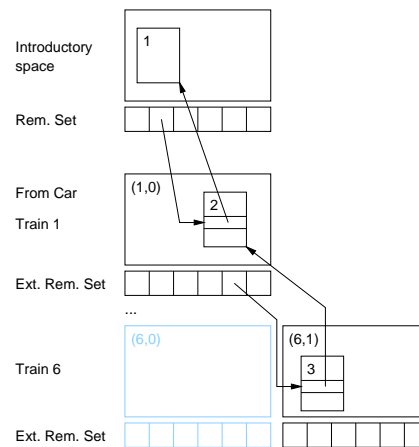 Introductory
space
1
Rem. Set
From Car
(1,0)
Train 1
2
Ext. Rem. Set
...
(6,0)
(6,1)
Train 6
3
Ext. Rem. Set